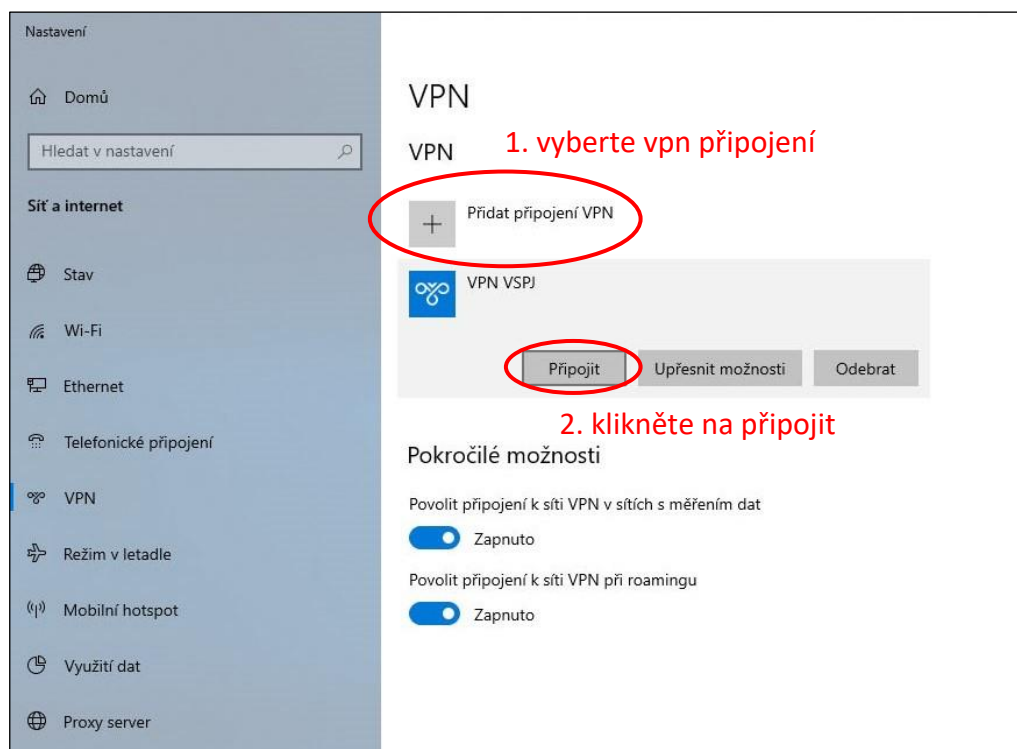 Nastavení
Domů
Hledat v nastavení
Síť a internet
Stav
Wi-Fi
Ethernet
Telefonické připojení
VPN
Režim v letadle
Mobilní hotspot
Využití dat
Proxy server
VPN
VPN
1. vyberte vpn připojení
Přidat připojení VPN
VPN VSPJ
Připojit
Upřesnit možnosti
Odebrat
2. klikněte na připojit
Pokročilé možnosti
Povolit připojení k síti VPN v sítích s měřením dat
Zapnuto
Povolit připojení k síti VPN při roamingu
Zapnuto